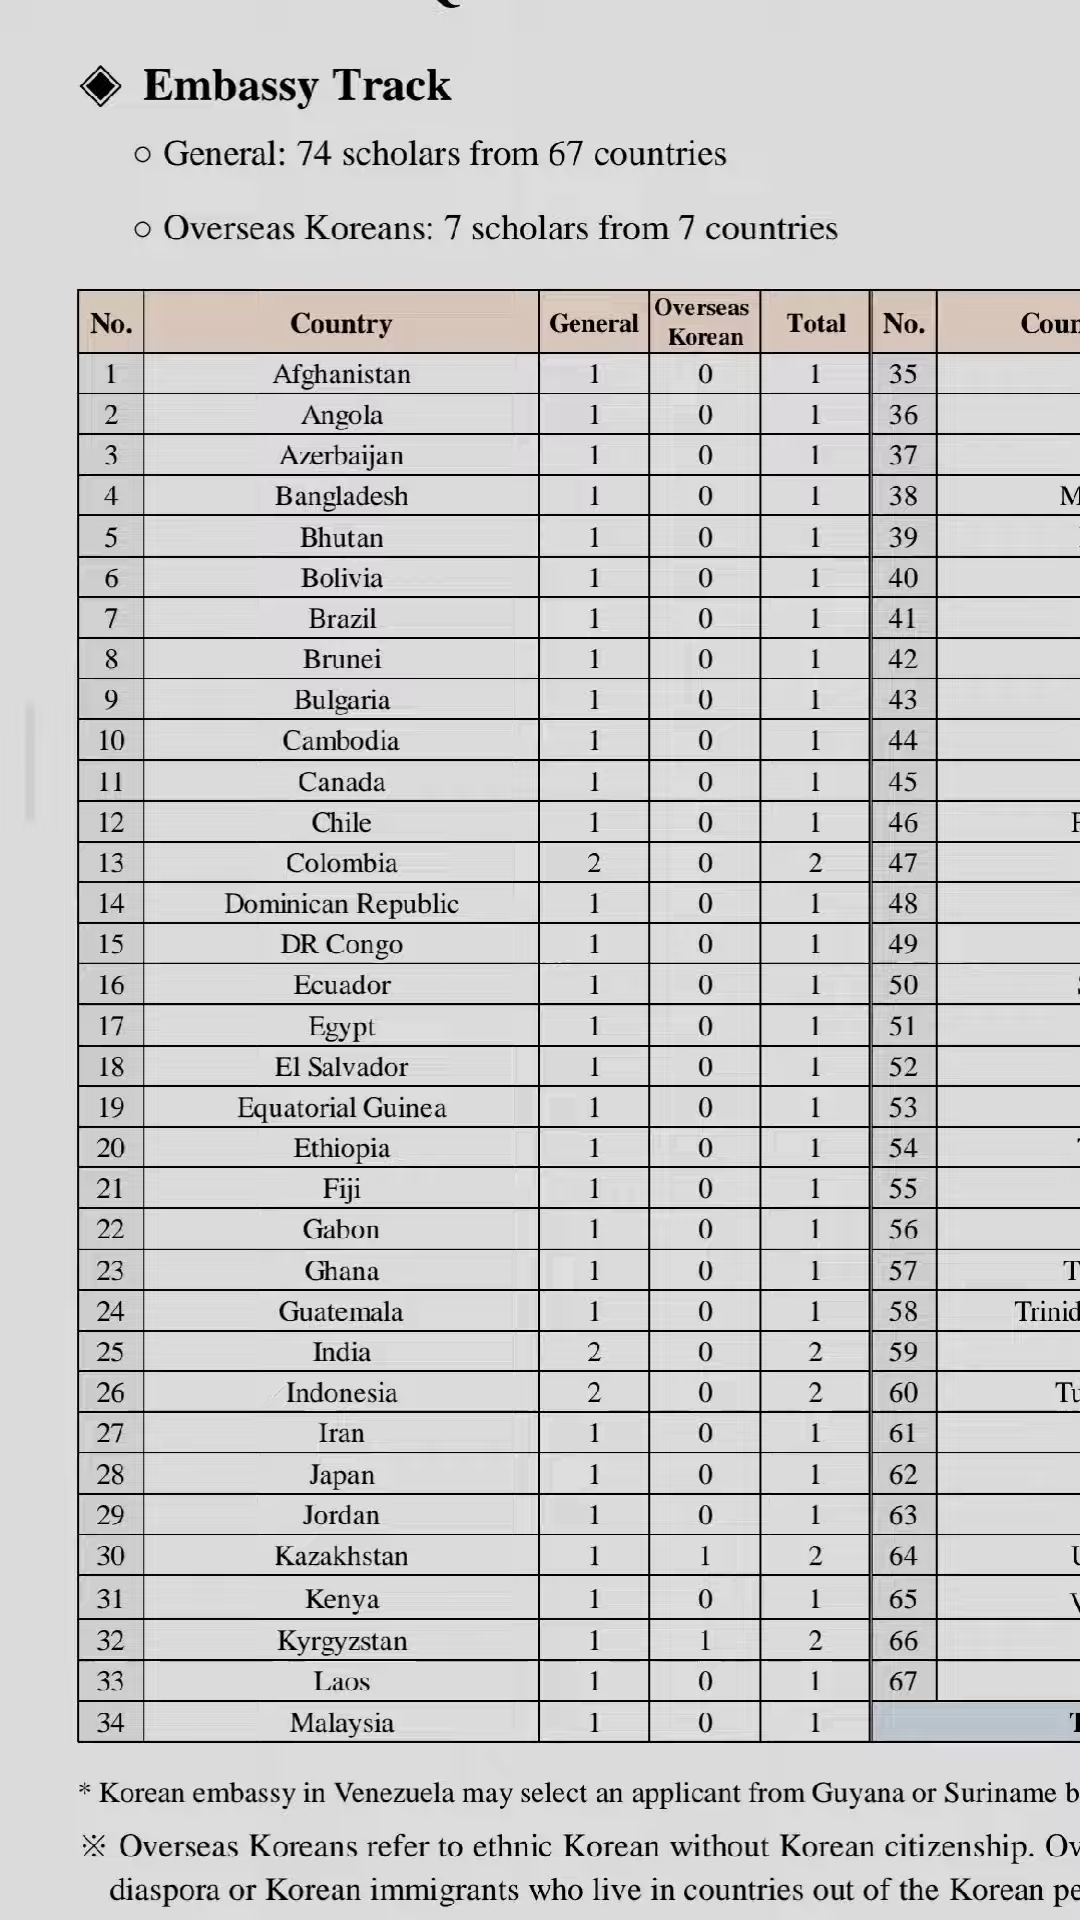 ◈ Embassy Track
○ General: 74 scholars from 67 countries
○ Overseas Koreans: 7 scholars from 7 countries
No. Country General Overseas Korean Total No.
1 Afghanistan 1 0 1 35
2 Angola 1 0 1 36
3 Azerbaijan 1 0 1 37
4 Bangladesh 1 0 1 38
5 Bhutan 1 0 1 39
6 Bolivia 1 0 1 40
7 Brazil 1 0 1 41
8 Brunei 1 0 1 42
9 Bulgaria 1 0 1 43
10 Cambodia 1 0 1 44
11 Canada 1 0 1 45
12 Chile 1 0 1 46
13 Colombia 2 0 2 47
14 Dominican Republic 1 0 1 48
15 DR Congo 1 0 1 49
16 Ecuador 1 0 1 50
17 Egypt 1 0 1 51
18 El Salvador 1 0 1 52
19 Equatorial Guinea 1 0 1 53
20 Ethiopia 1 0 1 54
21 Fiji 1 0 1 55
22 Gabon 1 0 1 56
23 Ghana 1 0 1 57
24 Guatemala 1 0 1 58
25 India 2 0 2 59
26 Indonesia 2 0 2 60
27 Iran 1 0 1 61
28 Japan 1 0 1 62
29 Jordan 1 0 1 63
30 Kazakhstan 1 1 2 64
31 Kenya 1 0 1 65
32 Kyrgyzstan 1 1 2 66
33 Laos 1 0 1 67
34 Malaysia 1 0 1
* Korean embassy in Venezuela may select an applicant from Guyana or Suriname
※ Overseas Koreans refer to ethnic Korean without Korean citizenship.
diaspora or Korean immigrants who live in countries out of the Korean